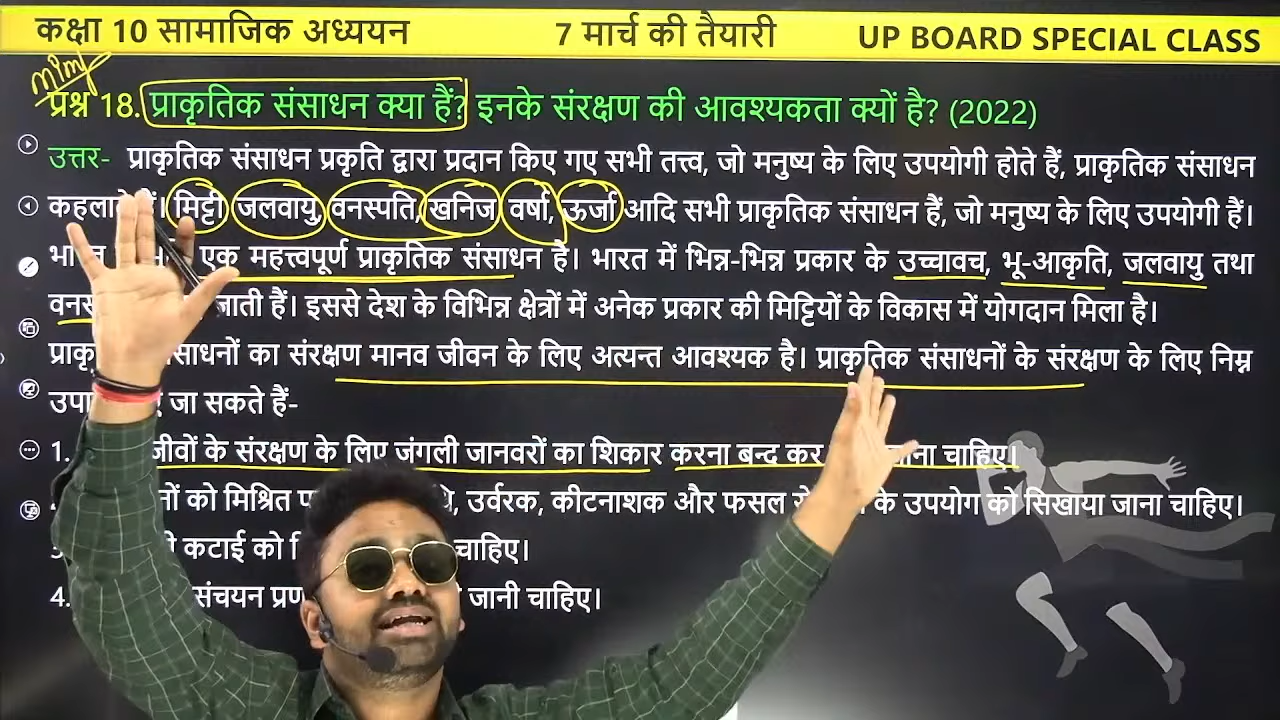 कक्षा 10 सामाजिक अध्ययन 7 मार्च की तैयारी UP BOARD SPECIAL CLASS
प्रश्न 18. प्राकृतिक संसाधन क्या हैं? इनके संरक्षण की आवश्यकता क्यों है? (2022)
उत्तर- प्राकृतिक संसाधन प्रकृति द्वारा प्रदान किए गए सभी तत्त्व, जो मनुष्य के लिए उपयोगी होते हैं, प्राकृतिक संसाधन
मिट्टी जलवायु, वनस्पति, खनिज वर्षा, ऊर्जा आदि सभी प्राकृतिक संसाधन हैं, जो मनुष्य के लिए उपयोगी हैं।
एक महत्त्वपूर्ण प्राकृतिक संसाधन है। भारत में भिन्न-भिन्न प्रकार के उच्चावच, भू-आकृति, जलवायु तथा
जाती हैं। इससे देश के विभिन्न क्षेत्रों में अनेक प्रकार की मिट्टियों के विकास में योगदान मिला है।
का संरक्षण मानव जीवन के लिए अत्यन्त आवश्यक है। प्राकृतिक संसाधनों के संरक्षण के लिए निम्न
जा सकते हैं-
1. जीवों के संरक्षण के लिए जंगली जानवरों का शिकार करना बन्द कर चाहिए।
को मिश्रित उर्वरक, कीटनाशक और फसल के उपयोग को सिखाया जाना चाहिए।
कटाई को चाहिए।
4. संचयन जानी चाहिए।